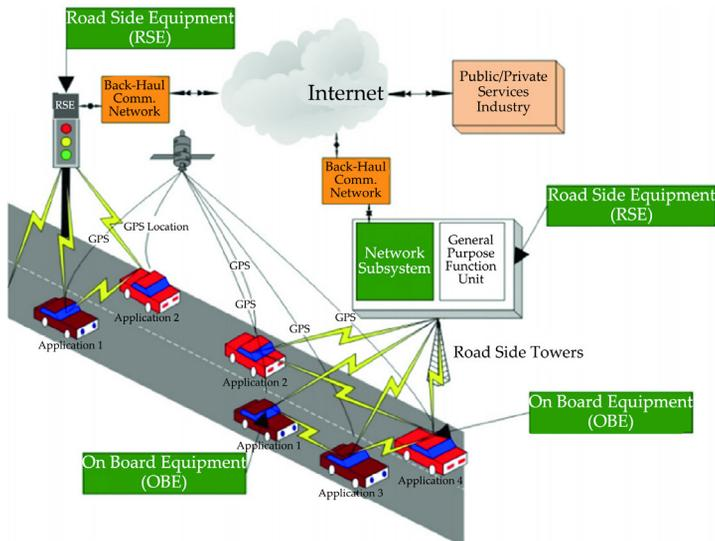 Road Side Equipment
(RSE)
RSE
Back-Haul
Comm.
Network
Internet
Public/Private
Services
Industry
Back-Haul
Comm.
Network
Road Side Equipment
(RSE)
Network
Subsystem
General
Purpose
Function
Unit
GPS
GPS Location
GPS
GPS
GPS
GPS
Application 1
Application 2
Application 2
Road Side Towers
On Board Equipment
(OBE)
Application 1
On Board Equipment
(OBE)
Application 3
Application 4